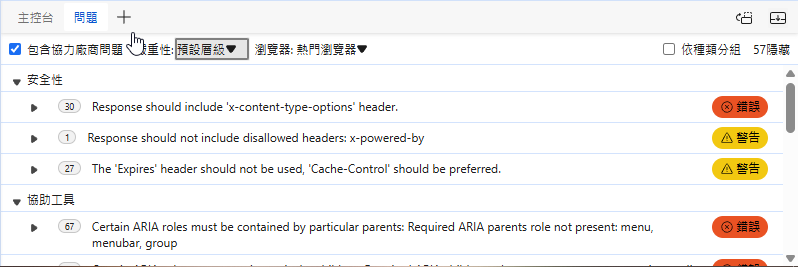 主控台 問題
包含協力廠商問題 重性: 預設層級 瀏覽器: 熱門瀏覽器 依種類分組 57隱藏
安全性
30 Response should include 'x-content-type-options' header. 錯誤
1 Response should not include disallowed headers: x-powered-by 警告
27 The 'Expires' header should not be used, 'Cache-Control' should be preferred. 警告
協助工具
67 Certain ARIA roles must be contained by particular parents: Required ARIA parents role not present: menu, 錯誤
menubar, group